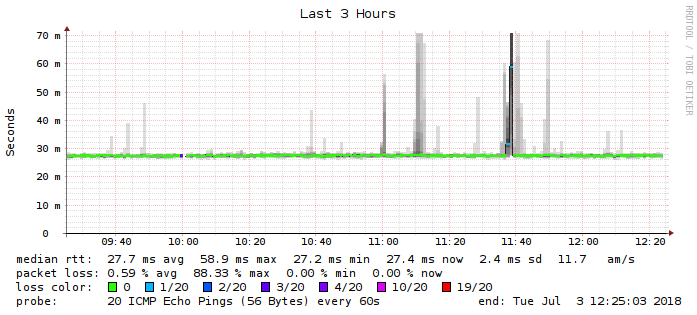 Last 3 Hours
RRDTOOL / TOBI OETIKER
Seconds
70 m
60 m
50 m
40 m
30 m
20 m
10 m
0
09:40 10:00 10:20 10:40 11:00 11:20 11:40 12:00 12:20
median rtt: 27.7 ms avg 58.9 ms max 27.2 ms min 27.4 ms now 2.4 ms sd 11.7 am/s
packet loss: 0.59 % avg 88.33 % max 0.00 % min 0.00 % now
loss color: 0 1/20 2/20 3/20 4/20 10/20 19/20
probe: 20 ICMP Echo Pings (56 Bytes) every 60s end: Tue Jul 3 12:25:03 2018